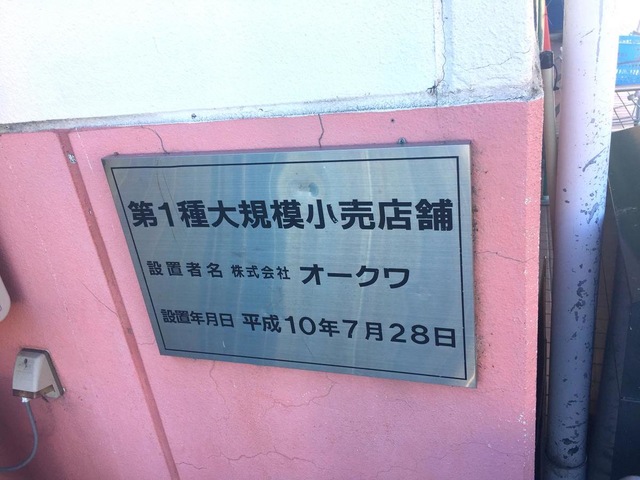 第1種大規模小売店舗
設置者名 株式会社 オークワ
設置年月日 平成10年7月28日